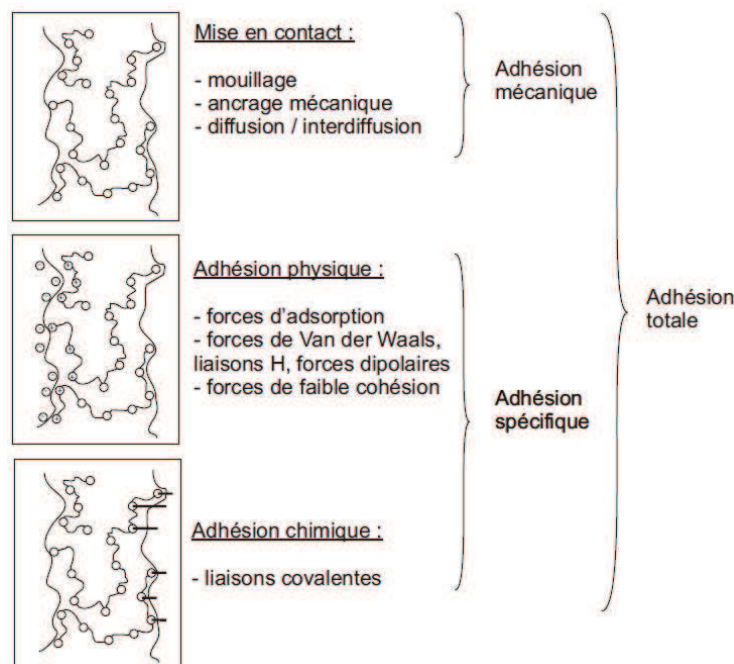 Mise en contact :
- mouillage
- ancrage mécanique
- diffusion / interdiffusion
Adhésion
mécanique
Adhésion physique :
- forces d'adsorption
- forces de Van der Waals,
liaisons H, forces dipolaires
- forces de faible cohésion
Adhésion chimique :
- liaisons covalentes
Adhésion
spécifique
Adhésion
totale